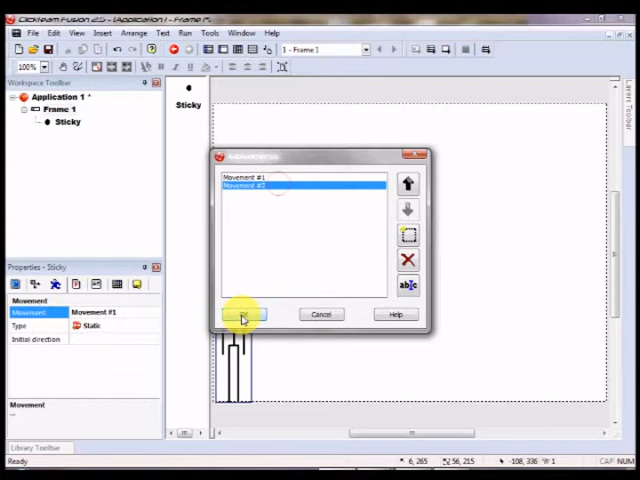 Clickteam Fusion 2.5 - [Application 1 - Frame 1*]
File Edit View Insert Arrange Text Run Tools Window Help
1 - Frame 1
100%
Workspace Toolbar
Application 1 *
Frame 1
Sticky
Sticky
Layers Toolbar
Movements
Movement #1
Movement #2
OK Cancel Help
Properties - Sticky
Movement
Movement Movement #1
Type Static
Initial direction
Movement
...
Library Toolbar
Ready 6, 265 56, 215 -108, 336 W 1 CAP NUM